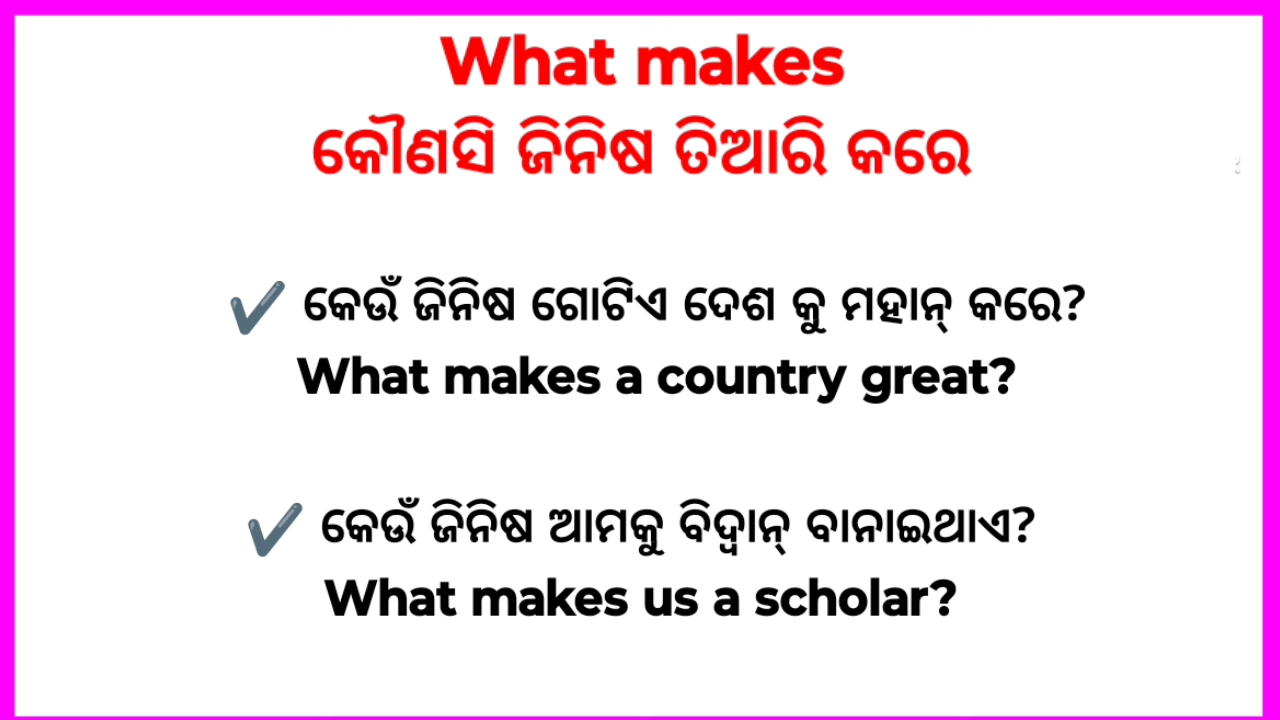 What makes
କୌଣସି ଜିନିଷ ତିଆରି କରେ
✔ କେଉଁ ଜିନିଷ ଗୋଟିଏ ଦେଶ କୁ ମହାନ୍ କରେ?
What makes a country great?
✔ କେଉଁ ଜିନିଷ ଆମକୁ ବିଦ୍ୱାନ୍ ବାନାଇଥାଏ?
What makes us a scholar?